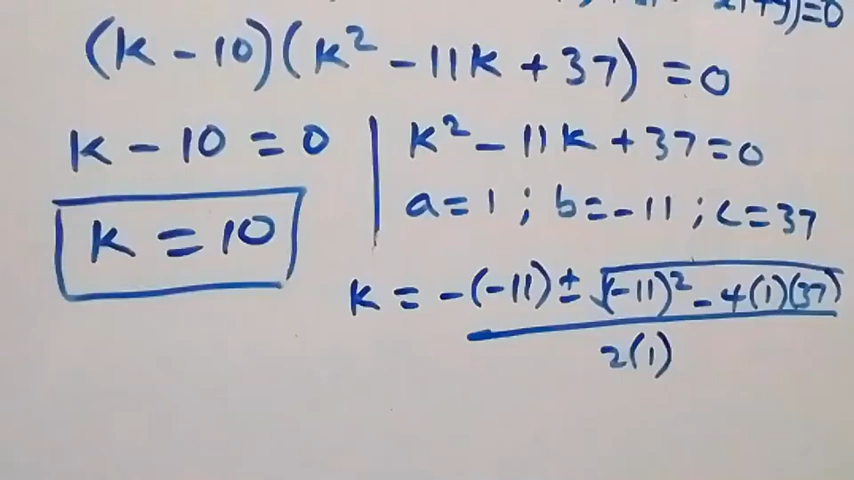 =0
(k - 10)(k² - 11k + 37) = 0
k - 10 = 0
k = 10
k² - 11k + 37 = 0
a = 1 ; b = -11 ; c = 37
k = -(-11) ± √(-11)² - 4(1)(37)
2(1)